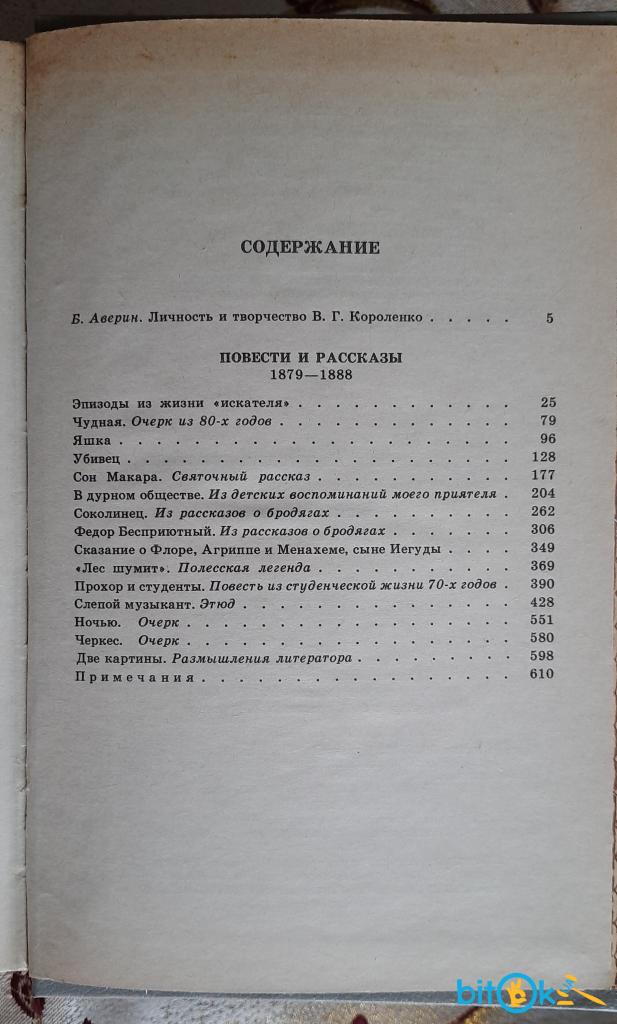 СОДЕРЖАНИЕ
Б. Аверин. Личность и творчество В. Г. Короленко . . . . . 5
ПОВЕСТИ И РАССКАЗЫ
1879—1888
Эпизоды из жизни «искателя» . . . . . . . . . . . . 25
Чудная. Очерк из 80-х годов . . . . . . . . . . . . . 79
Яшка . . . . . . . . . . . . . . . . . . . . . . 96
Убивец . . . . . . . . . . . . . . . . . . . . . 128
Сон Макара. Святочный рассказ . . . . . . . . . . . 177
В дурном обществе. Из детских воспоминаний моего приятеля . 204
Соколинец. Из рассказов о бродягах . . . . . . . . . . 262
Федор Бесприютный. Из рассказов о бродягах . . . . . . . 306
Сказание о Флоре, Агриппе и Менахеме, сыне Иегуды . . . . 349
«Лес шумит». Полесская легенда . . . . . . . . . . . 369
Прохор и студенты. Повесть из студенческой жизни 70-х годов . 390
Слепой музыкант. Этюд . . . . . . . . . . . . . . . 428
Ночью. Очерк . . . . . . . . . . . . . . . . . . 551
Черкес. Очерк . . . . . . . . . . . . . . . . . . 580
Две картины. Размышления литератора . . . . . . . . . 598
Примечания . . . . . . . . . . . . . . . . . 610
bitok